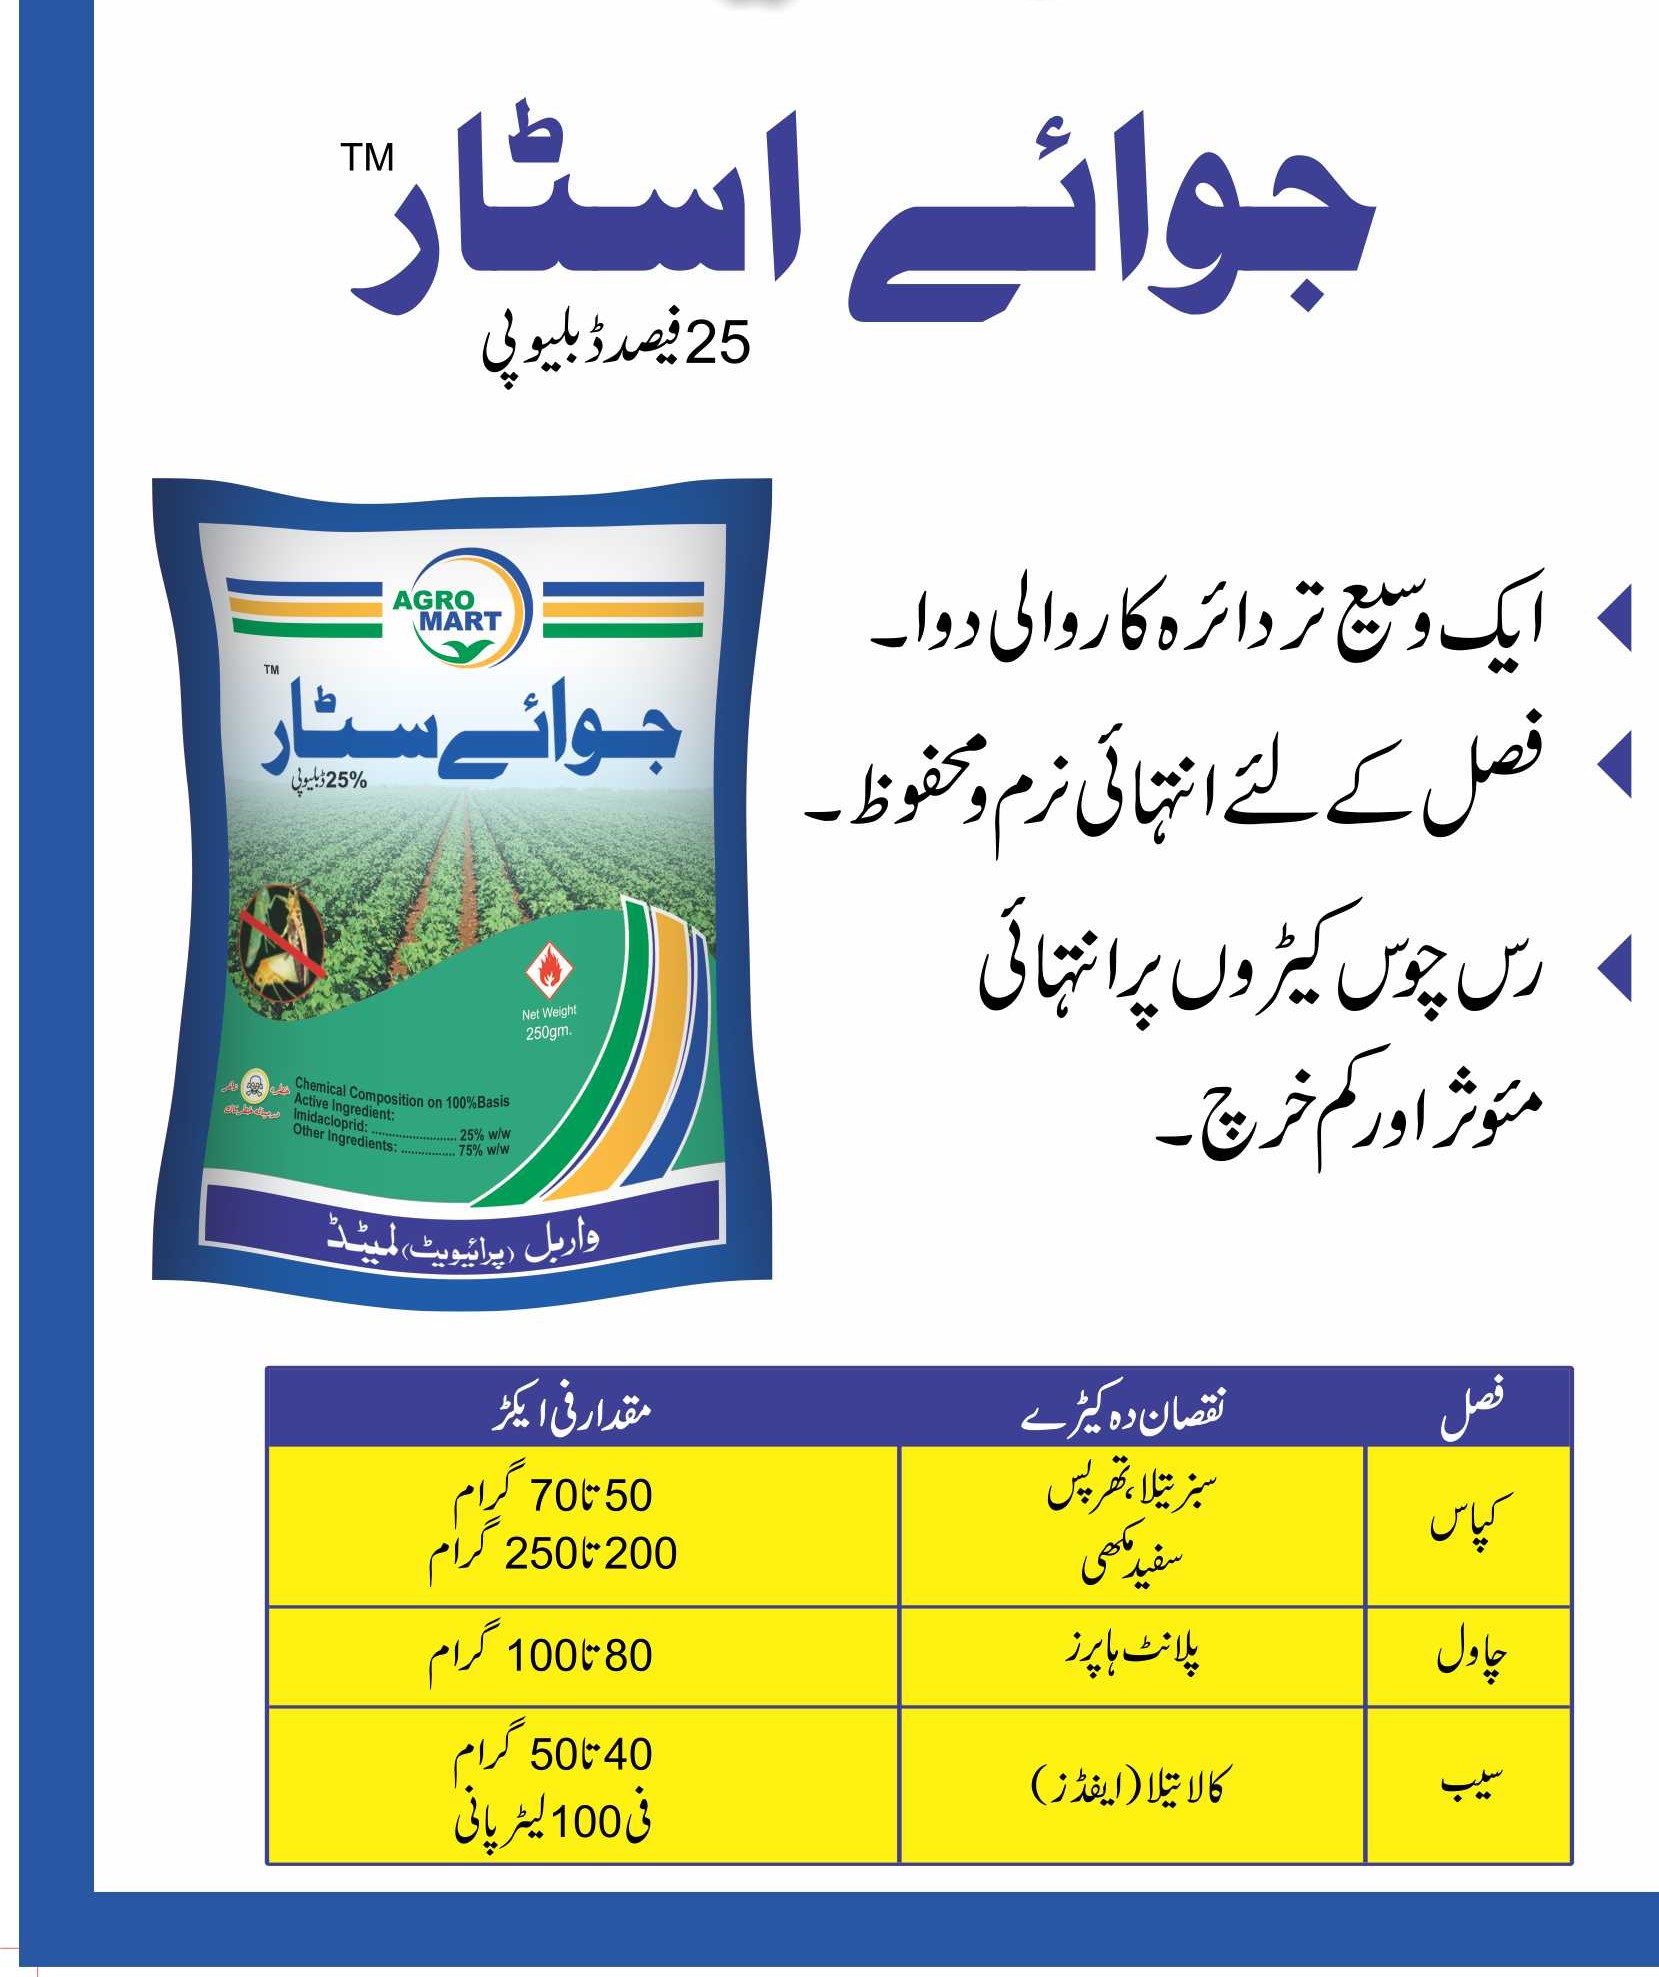 جوائے اسٹار TM
25 فیصد ڈبلیو پی
ایک وسیع تر دائرہ کار والی دوا۔
فصل کے لئے انتہائی نرم و محفوظ۔
رس چوس کیڑوں پر انتہائی
مئوثر اور کم خرچ۔
AGRO
MART
TM
جوائے سٹار
25% ڈبلیو پی
Net Weight
250gm.
Chemical Composition on 100%Basis
Active Ingredient:
Imidacloprid: ........................ 25% w/w
Other Ingredients: ............... 75% w/w
واربل (پرائیویٹ) لمیٹڈ
فصل نقصان دہ کیڑے مقدار فی ایکڑ
کپاس
سبز تیلا، تھرپس 50 تا 70 گرام
سفید مکھی 200 تا 250 گرام
چاول پلانٹ ہاپرز 80 تا 100 گرام
سیب کالا تیلا (ایفڈز) 40 تا 50 گرام
فی 100 لیٹر پانی